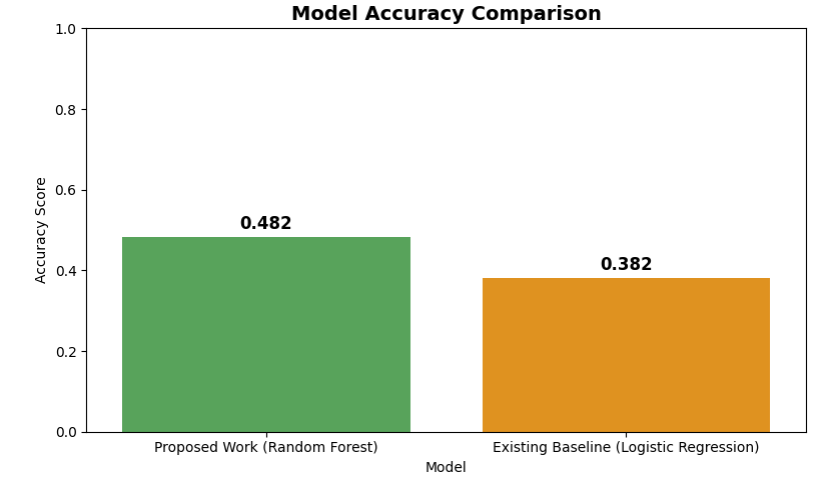 Model Accuracy Comparison
1.0
0.8
0.6
0.4
0.2
0.0
Accuracy Score
0.482
0.382
Proposed Work (Random Forest)
Existing Baseline (Logistic Regression)
Model